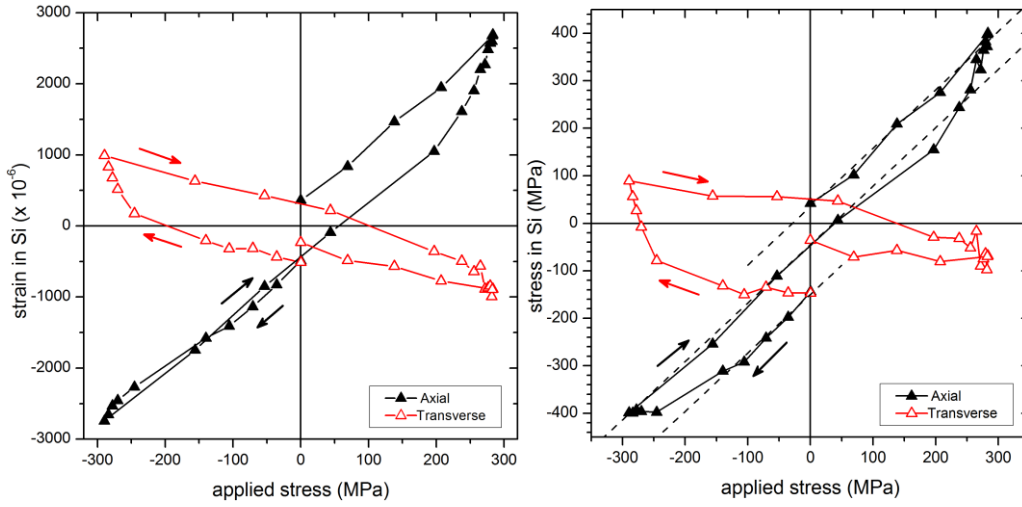 3000
2000
1000
0
-1000
-2000
-3000
strain in Si (x 10⁻⁶)
-300 -200 -100 0 100 200 300
applied stress (MPa)
Axial
Transverse
400
300
200
100
0
-100
-200
-300
-400
stress in Si (MPa)
-300 -200 -100 0 100 200 300
applied stress (MPa)
Axial
Transverse